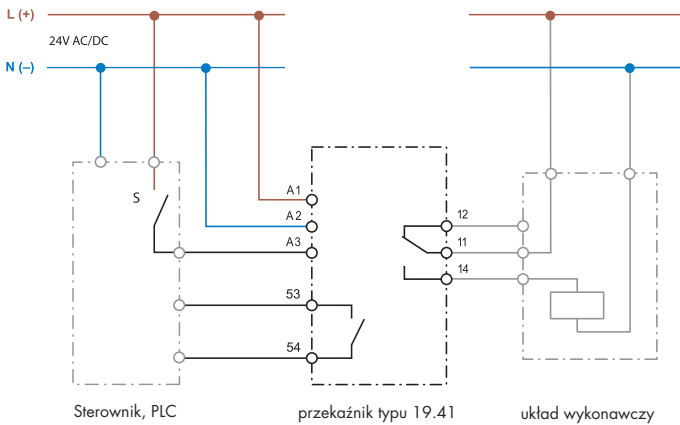 L (+)
24V AC/DC
N (–)
S
A1
A2
A3
53
54
12
11
14
Sterownik, PLC
przekaźnik typu 19.41
układ wykonawczy